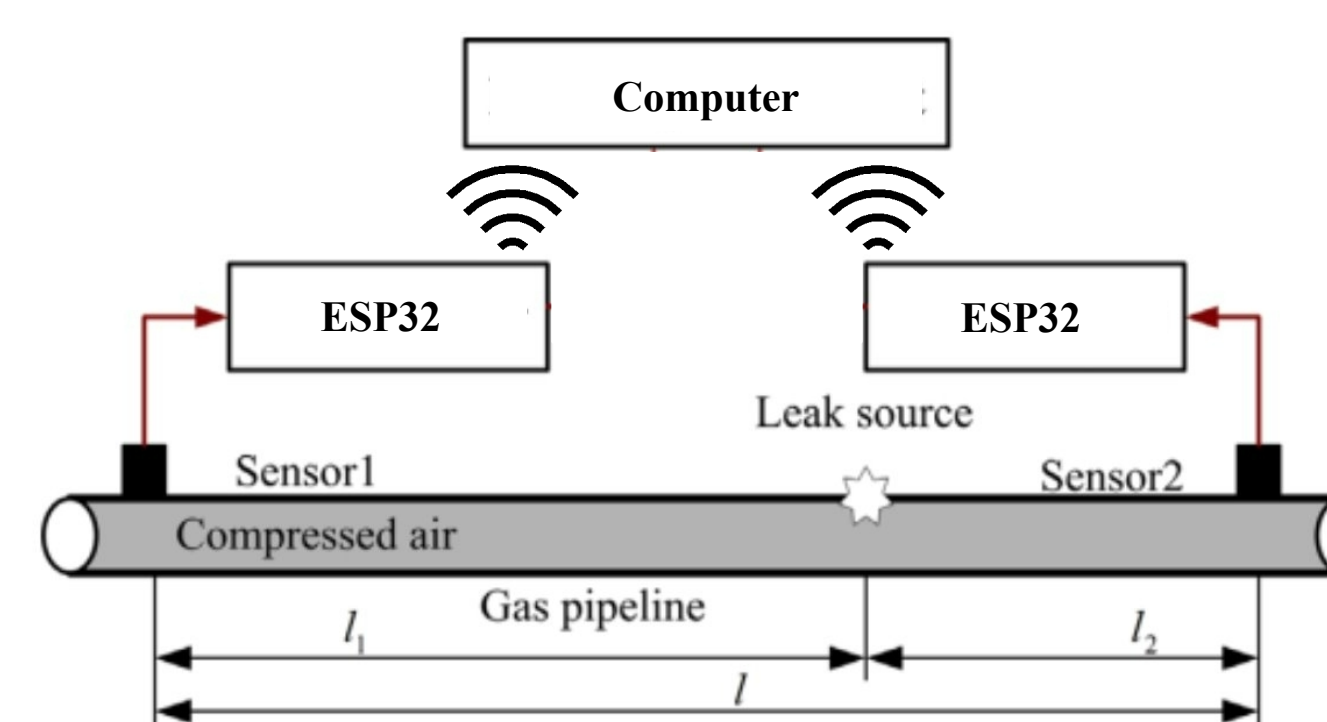 Computer
ESP32
ESP32
Leak source
Sensor1
Sensor2
Compressed air
Gas pipeline
l₁
l₂
l